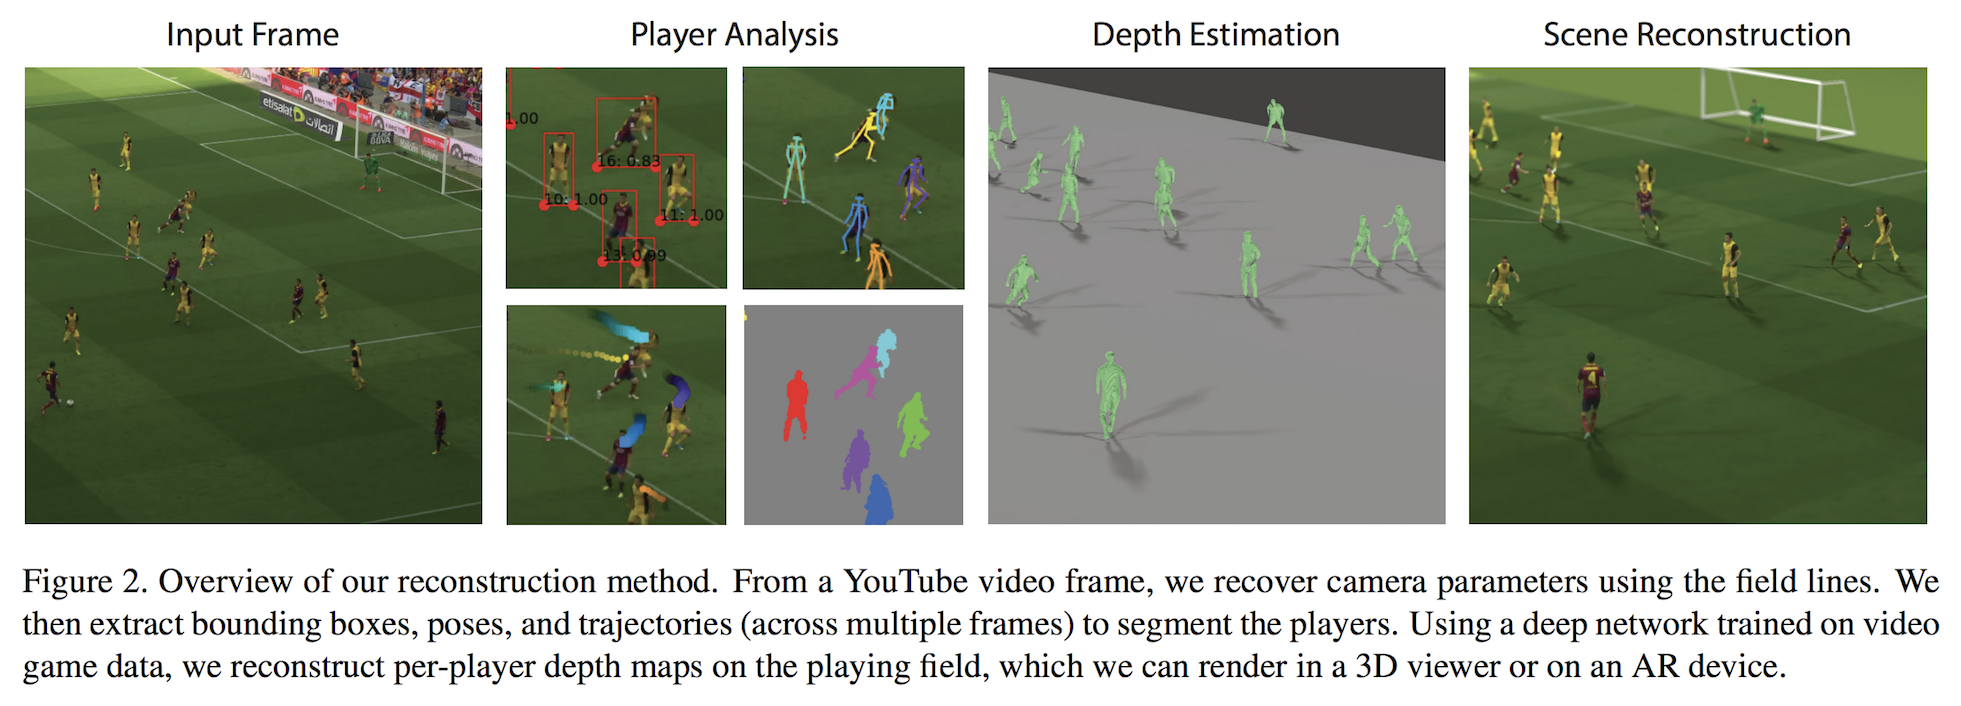 Input Frame
Player Analysis
Depth Estimation
Scene Reconstruction
etisalat
اتصالات
BBVA
1.00
16: 0.83
10: 1.00
11: 1.00
13: 0.99
4
Figure 2. Overview of our reconstruction method. From a YouTube video frame, we recover camera parameters using the field lines. We
then extract bounding boxes, poses, and trajectories (across multiple frames) to segment the players. Using a deep network trained on video
game data, we reconstruct per-player depth maps on the playing field, which we can render in a 3D viewer or on an AR device.